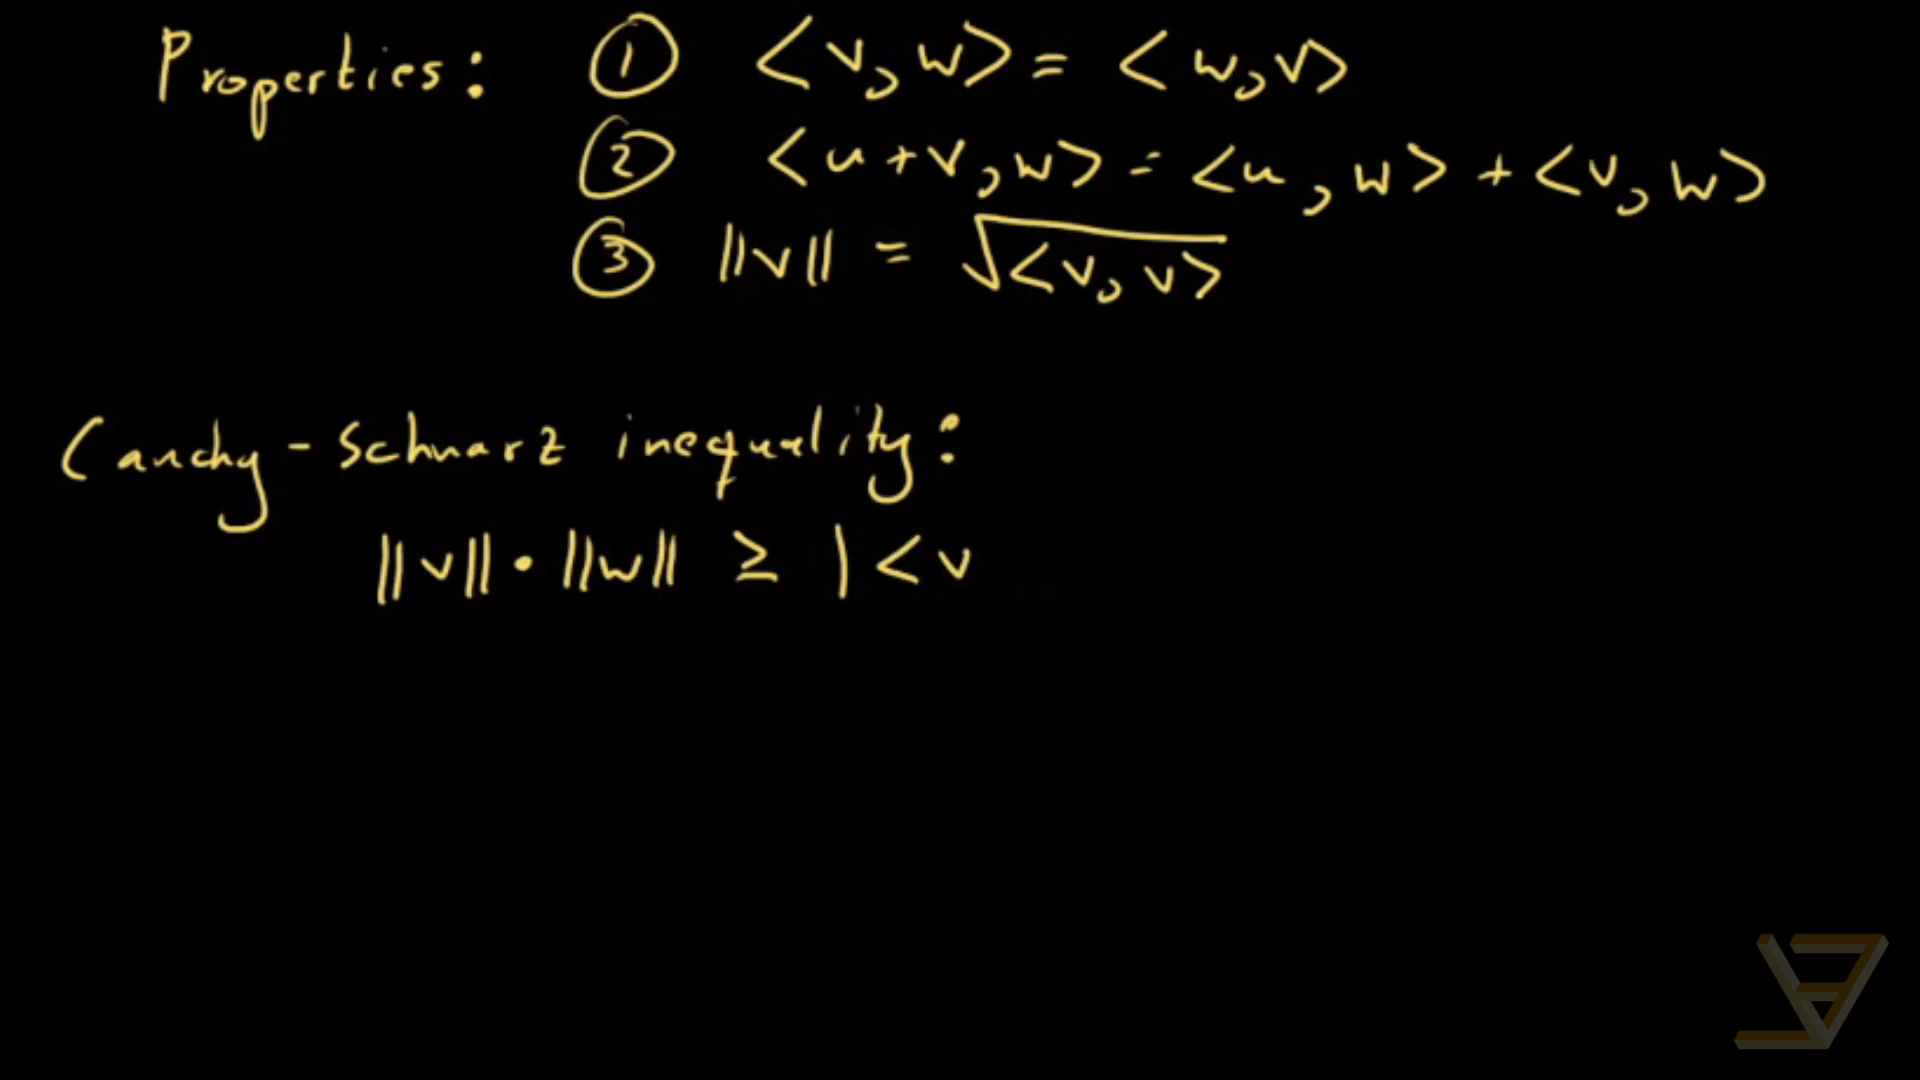 Properties: ① <v, w> = <w, v>
② <u + v, w> = <u, w> + <v, w>
③ ||v|| = √<v, v>
Cauchy-Schwarz inequality:
||v|| • ||w|| ≥ | < v